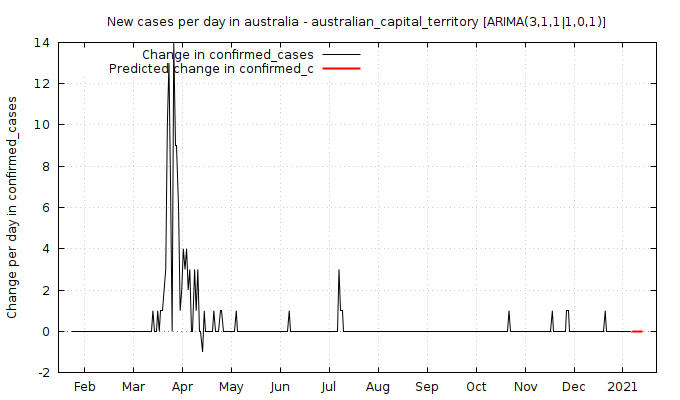 New cases per day in australia - australian_capital_territory [ARIMA(3,1,1|1,0,1)]
Change in confirmed_cases
Predicted change in confirmed_c
Change per day in confirmed_cases
14
12
10
8
6
4
2
0
-2
Feb Mar Apr May Jun Jul Aug Sep Oct Nov Dec 2021